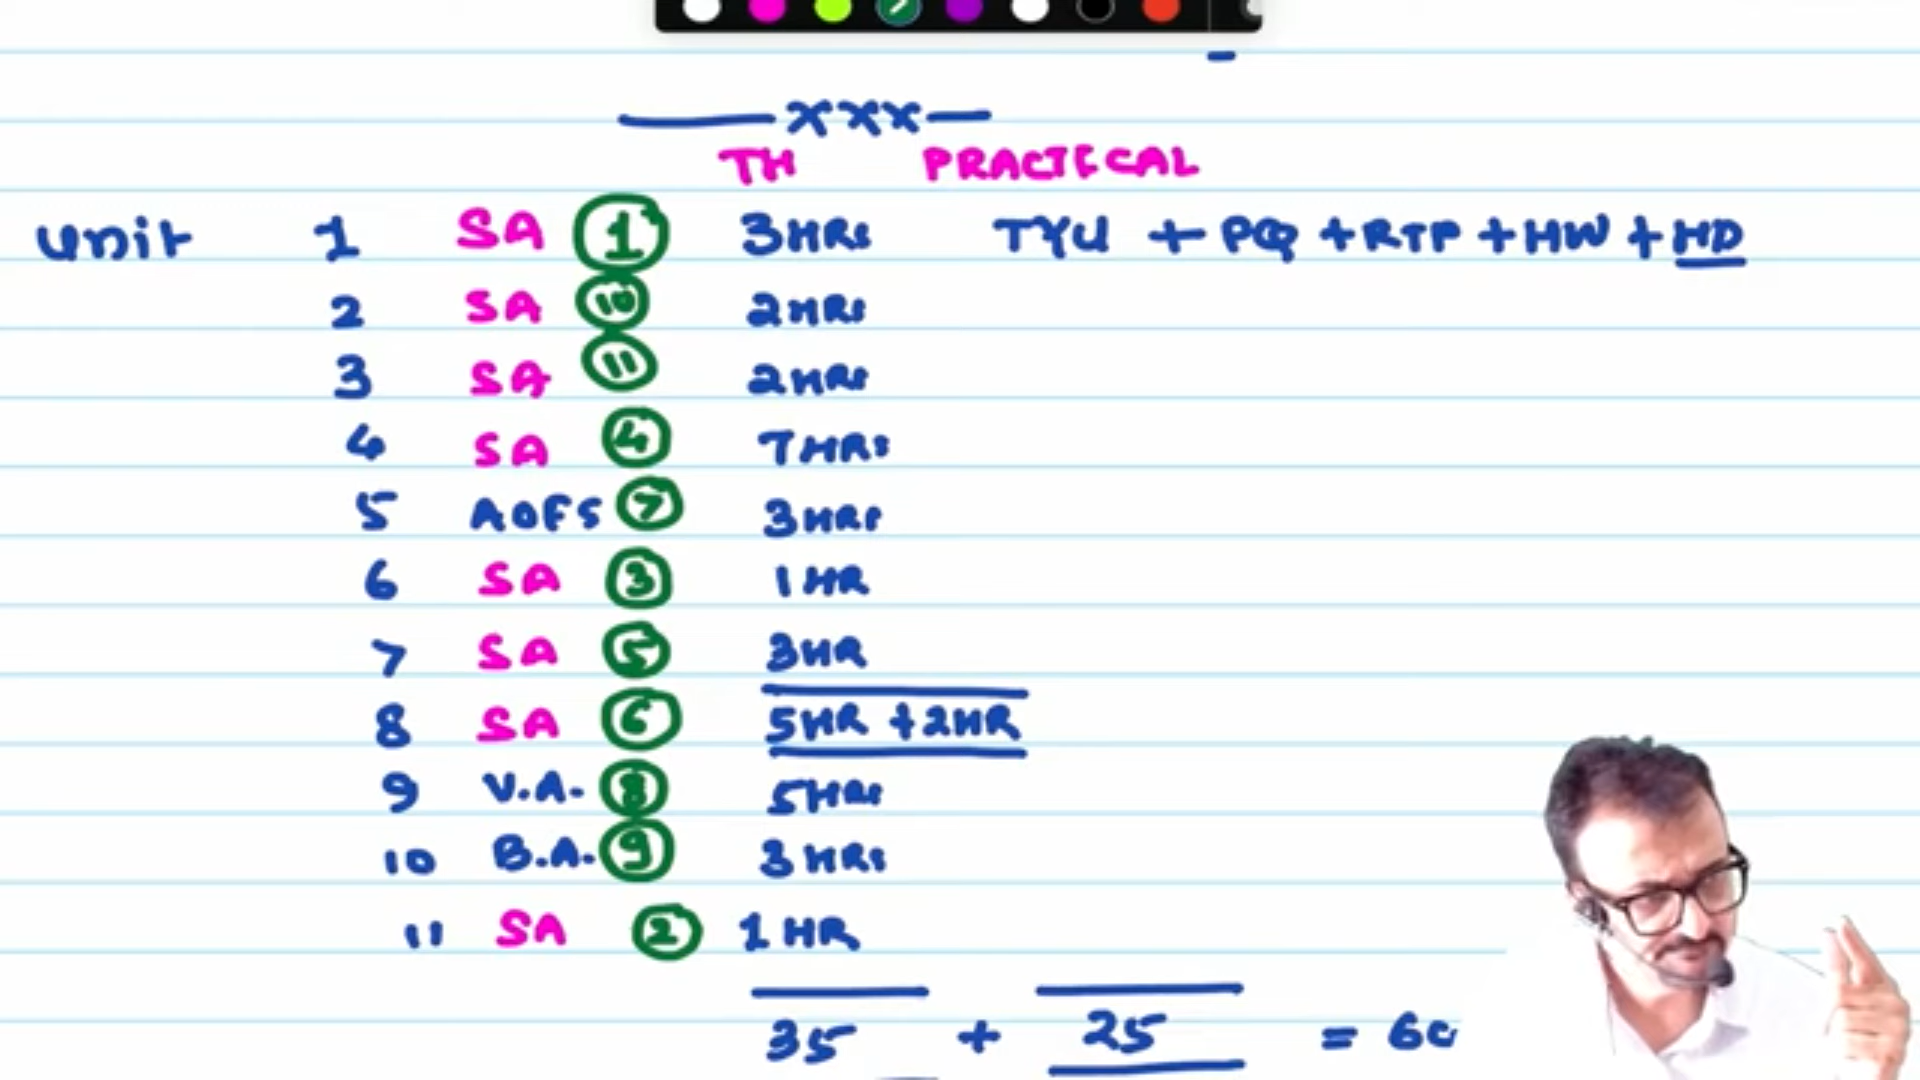 xxx
TH PRACTICAL
Unit 1 SA 1 3HRs TYU + PQ + RTP + HW + HD
2 SA 10 2HRs
3 SA 11 2HRs
4 SA 4 7HRs
5 AOFS 7 3HRs
6 SA 3 1HR
7 SA 5 3HR
8 SA 6 5HR + 2HR
9 V.A. 8 5HRs
10 B.A. 9 3HRs
11 SA 2 1HR
35 + 25 = 60